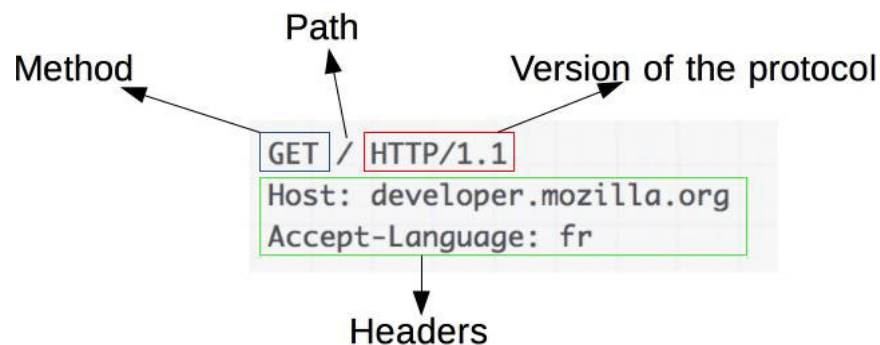 Path
Method
Version of the protocol
GET / HTTP/1.1
Host: developer.mozilla.org
Accept-Language: fr
Headers